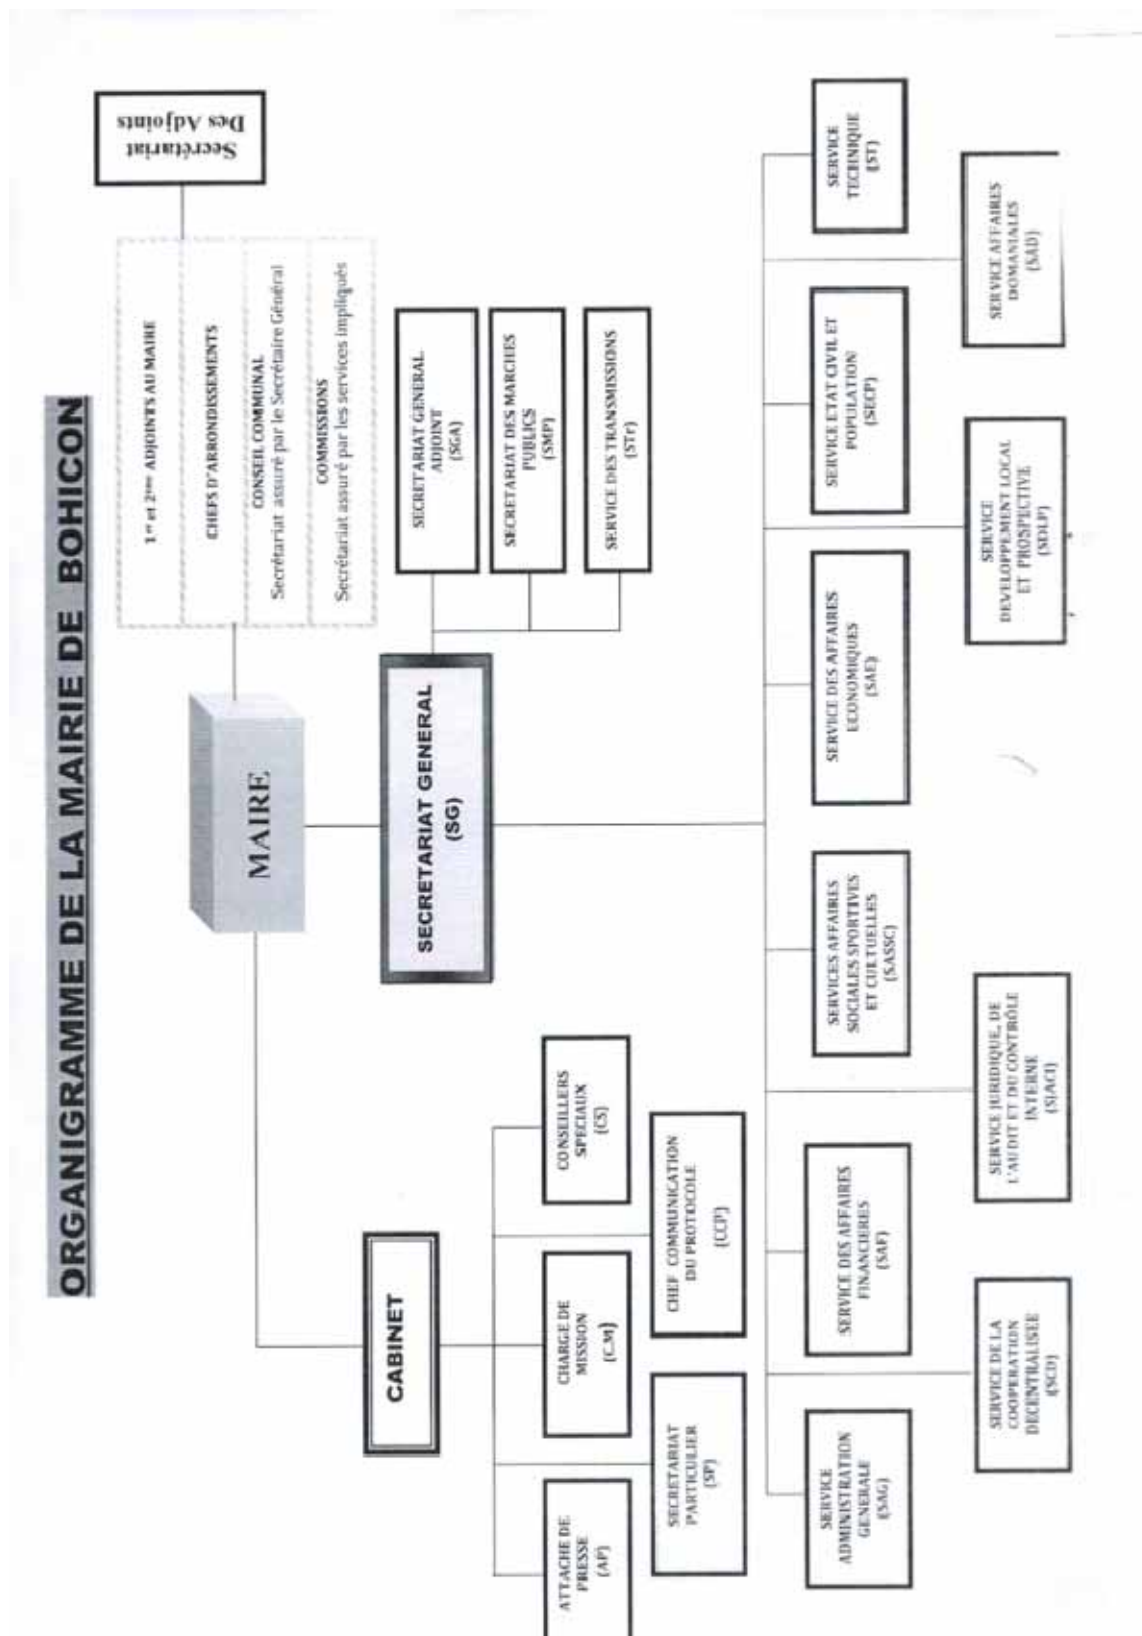 ORGANIGRAMME DE LA MAIRIE DE BOHICON
Secrétariat
Des Adjoints
1er et 2ème ADJOINTS AU MAIRE
CHEFS D'ARRONDISSEMENTS
CONSEIL COMMUNAL
Secrétariat assuré par le Secrétaire Général
COMMISSIONS
Secrétariat assuré par les services impliqués
MAIRE
SECRETARIAT GENERAL
(SG)
SECRETARIAT GENERAL
ADJOINT
(SGA)
SECRETARIAT DES MARCHES
PUBLICS
(SMP)
SERVICE DES TRANSMISSIONS
(STr)
CABINET
ATTACHE DE
PRESSE
(AP)
CHARGE DE
MISSION
(C.M)
CONSEILLERS
SPECIAUX
(CS)
SECRETARIAT
PARTICULIER
(SP)
CHEF COMMUNICATION
DU PROTOCOLE
(CCP)
SERVICE
ADMINISTRATION
GENERALE
(SAG)
SERVICE DES AFFAIRES
FINANCIERES
(SAF)
SERVICES AFFAIRES
SOCIALES SPORTIVES
ET CULTUELLES
(SASSC)
SERVICE DES AFFAIRES
ECONOMIQUES
(SAE)
SERVICE ETAT CIVIL ET
POPULATION
(SECP)
SERVICE
TECHNIQUE
(ST)
SERVICE DE LA
COOPERATION
DECENTRALISEE
(SCD)
SERVICE JURIDIQUE, DE
L'AUDIT ET DU CONTRÔLE
INTERNE
(SJACI)
SERVICE
DEVELOPPEMENT LOCAL
ET PROSPECTIVE
(SDLP)
SERVICE AFFAIRES
DOMANIALES
(SAD)